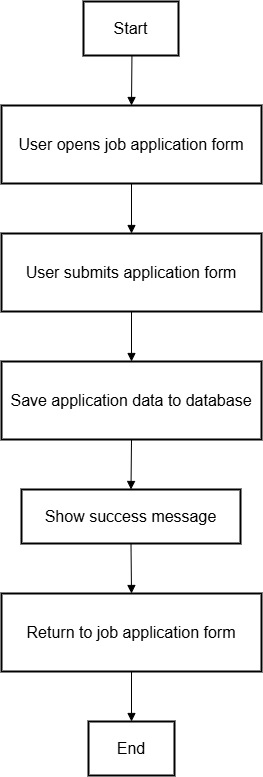 Start
User opens job application form
User submits application form
Save application data to database
Show success message
Return to job application form
End